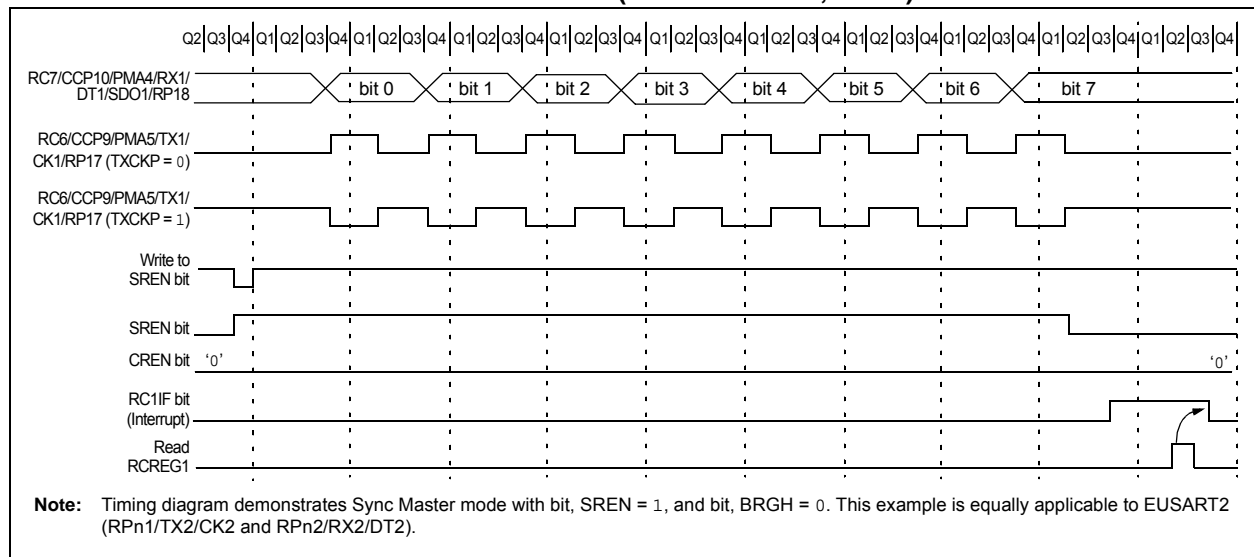 Q2 Q3 Q4 Q1 Q2 Q3 Q4 Q1 Q2 Q3 Q4 Q1 Q2 Q3 Q4 Q1 Q2 Q3 Q4 Q1 Q2 Q3 Q4 Q1 Q2 Q3 Q4 Q1 Q2 Q3 Q4 Q1 Q2 Q3 Q4 Q1 Q2 Q3 Q4 Q1 Q2 Q3 Q4
RC7/CCP10/PMA4/RX1/
DT1/SDO1/RP18
bit 0 bit 1 bit 2 bit 3 bit 4 bit 5 bit 6 bit 7
RC6/CCP9/PMA5/TX1/
CK1/RP17 (TXCKP = 0)
RC6/CCP9/PMA5/TX1/
CK1/RP17 (TXCKP = 1)
Write to
SREN bit
SREN bit
CREN bit ‘0’ ‘0’
RC1IF bit
(Interrupt)
Read
RCREG1
Note: Timing diagram demonstrates Sync Master mode with bit, SREN = 1, and bit, BRGH = 0. This example is equally applicable to EUSART2
(RPn1/TX2/CK2 and RPn2/RX2/DT2).